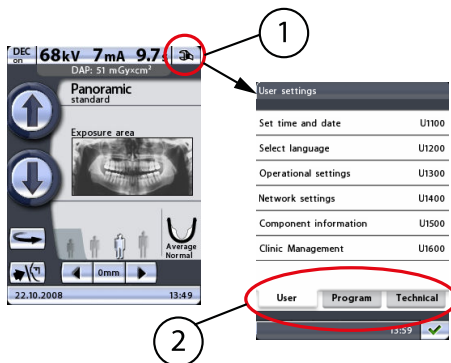 1
DEC
on
68kV 7mA 9.7s
DAP: 51 mGy×cm²
Panoramic
standard
Exposure area
Average
Normal
0mm
22.10.2008 13:49
User settings
Set time and date U1100
Select language U1200
Operational settings U1300
Network settings U1400
Component information U1500
Clinic Management U1600
User Program Technical
13:59
2